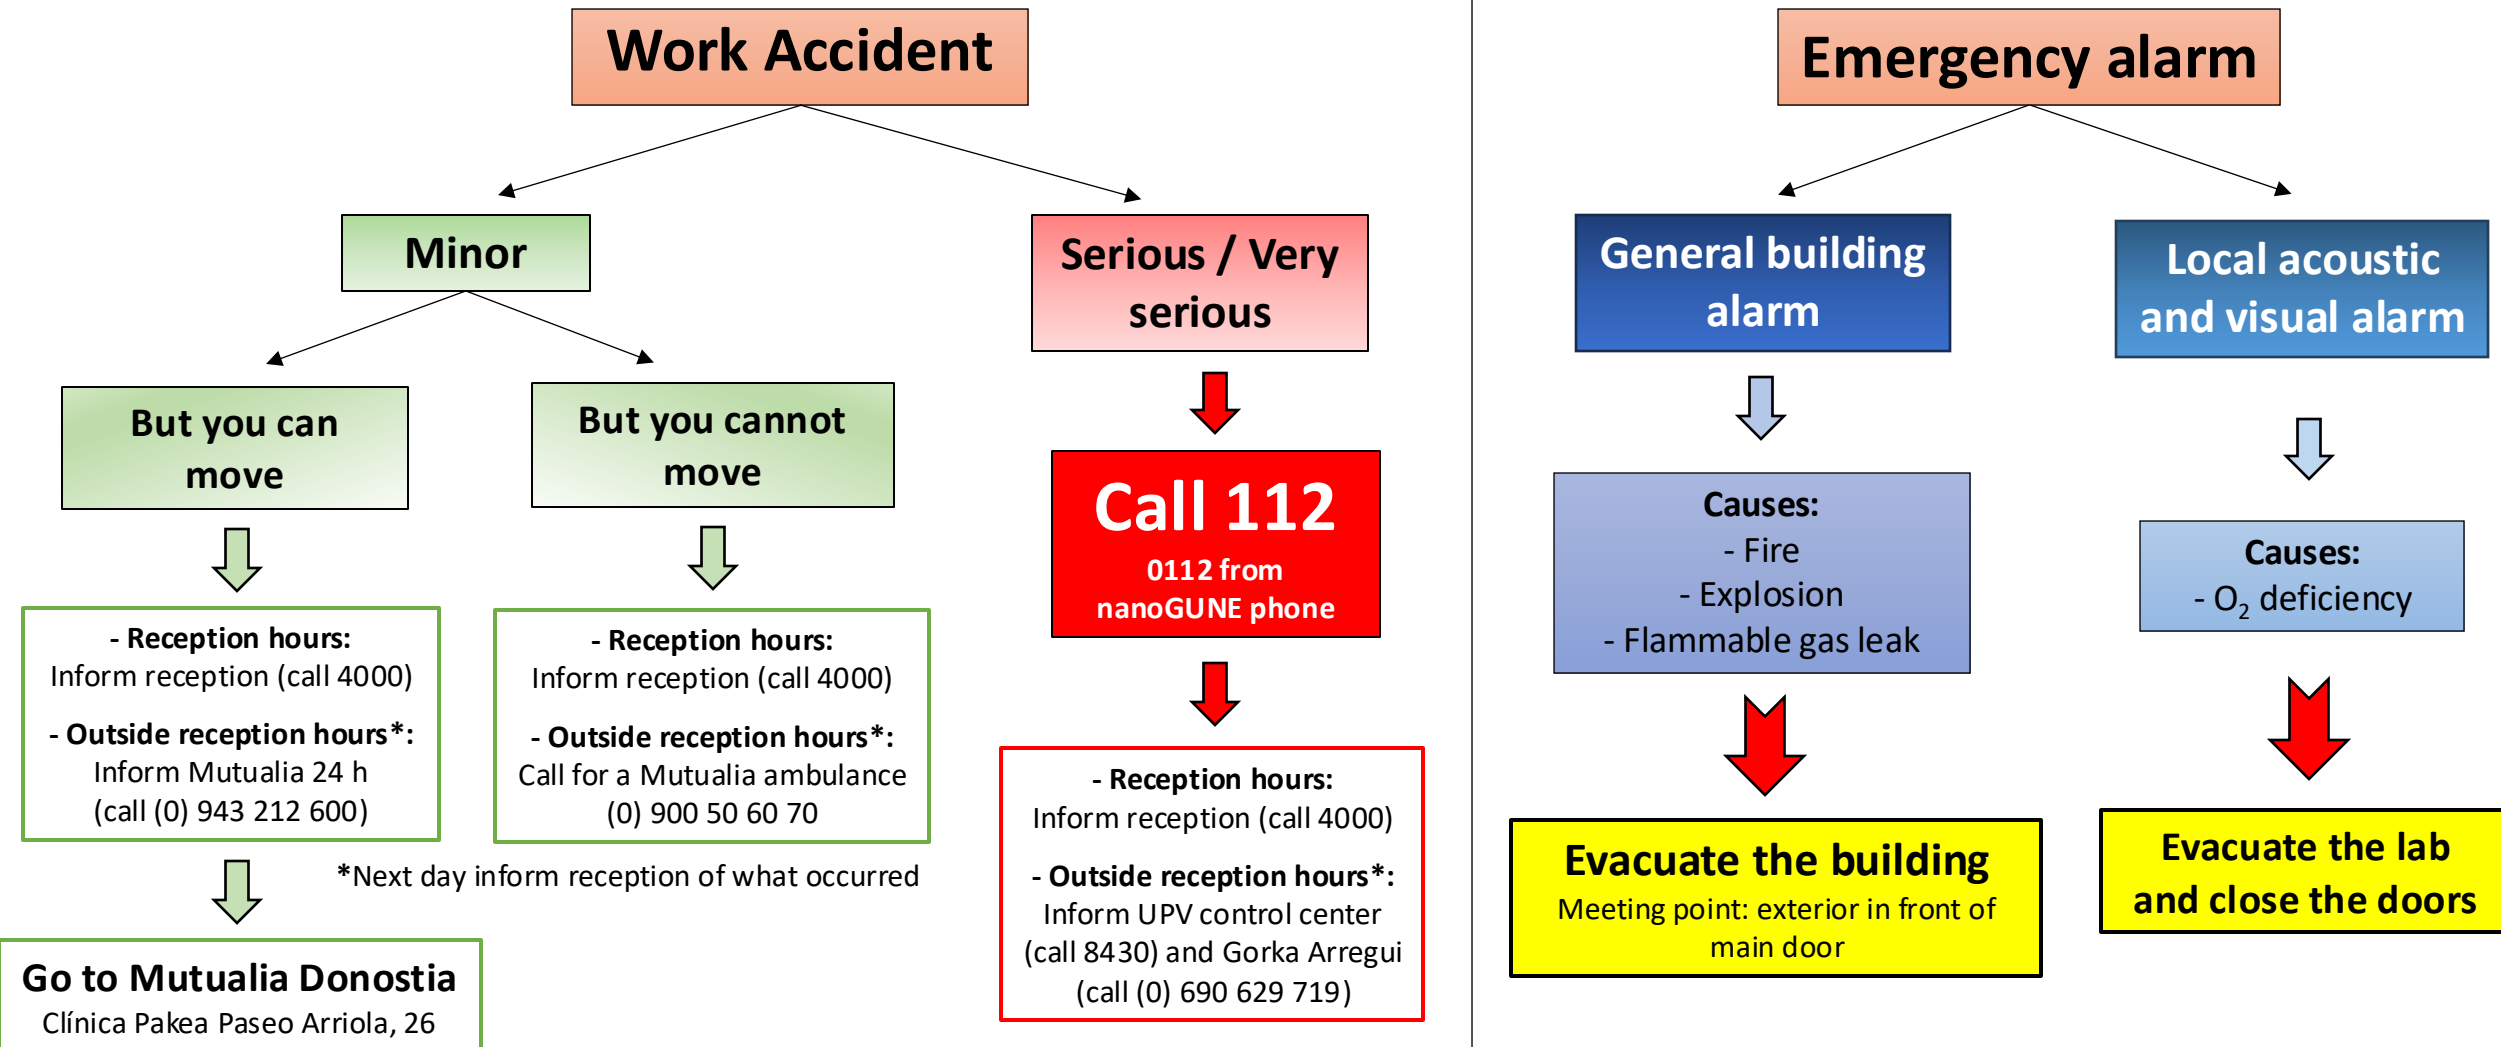 Work Accident
Minor
But you can
move
- Reception hours:
Inform reception (call 4000)
- Outside reception hours*:
Inform Mutualia 24 h
(call (0) 943 212 600)
Go to Mutualia Donostia
Clínica Pakea Paseo Arriola, 26
But you cannot
move
- Reception hours:
Inform reception (call 4000)
- Outside reception hours*:
Call for a Mutualia ambulance
(0) 900 50 60 70
*Next day inform reception of what occurred
Serious / Very
serious
Call 112
0112 from
nanoGUNE phone
- Reception hours:
Inform reception (call 4000)
- Outside reception hours*:
Inform UPV control center
(call 8430) and Gorka Arregui
(call (0) 690 629 719)
Emergency alarm
General building
alarm
Causes:
- Fire
- Explosion
- Flammable gas leak
Evacuate the building
Meeting point: exterior in front of
main door
Local acoustic
and visual alarm
Causes:
- O₂ deficiency
Evacuate the lab
and close the doors